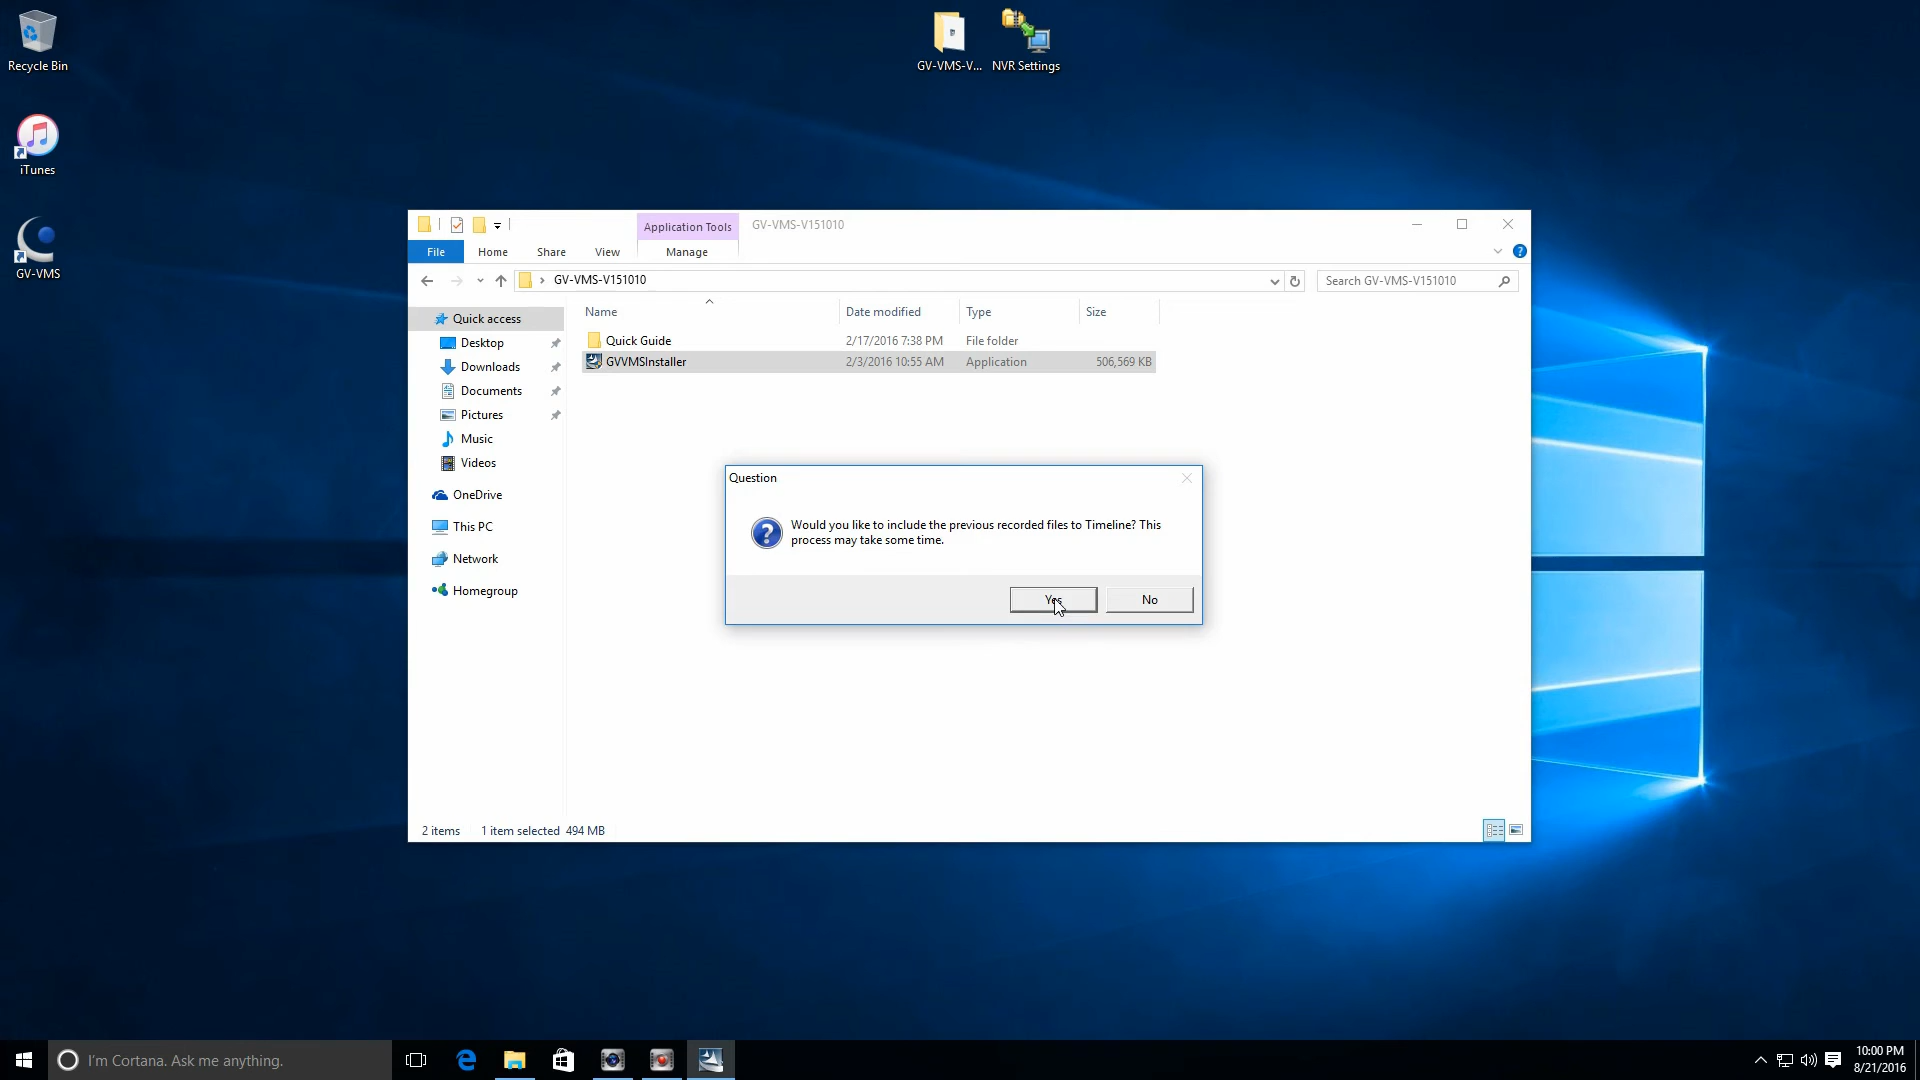 Recycle Bin
iTunes
GV-VMS
GV-VMS-V...
NVR Settings
Application Tools
GV-VMS-V151010
File
Home
Share
View
Manage
GV-VMS-V151010
Search GV-VMS-V151010
Quick access
Desktop
Downloads
Documents
Pictures
Music
Videos
OneDrive
This PC
Network
Homegroup
Name
Date modified
Type
Size
Quick Guide
2/17/2016 7:38 PM
File folder
GVVMSInstaller
2/3/2016 10:55 AM
Application
506,569 KB
Question
Would you like to include the previous recorded files to Timeline? This
process may take some time.
Yes
No
2 items
1 item selected 494 MB
I'm Cortana. Ask me anything.
10:00 PM
8/21/2016